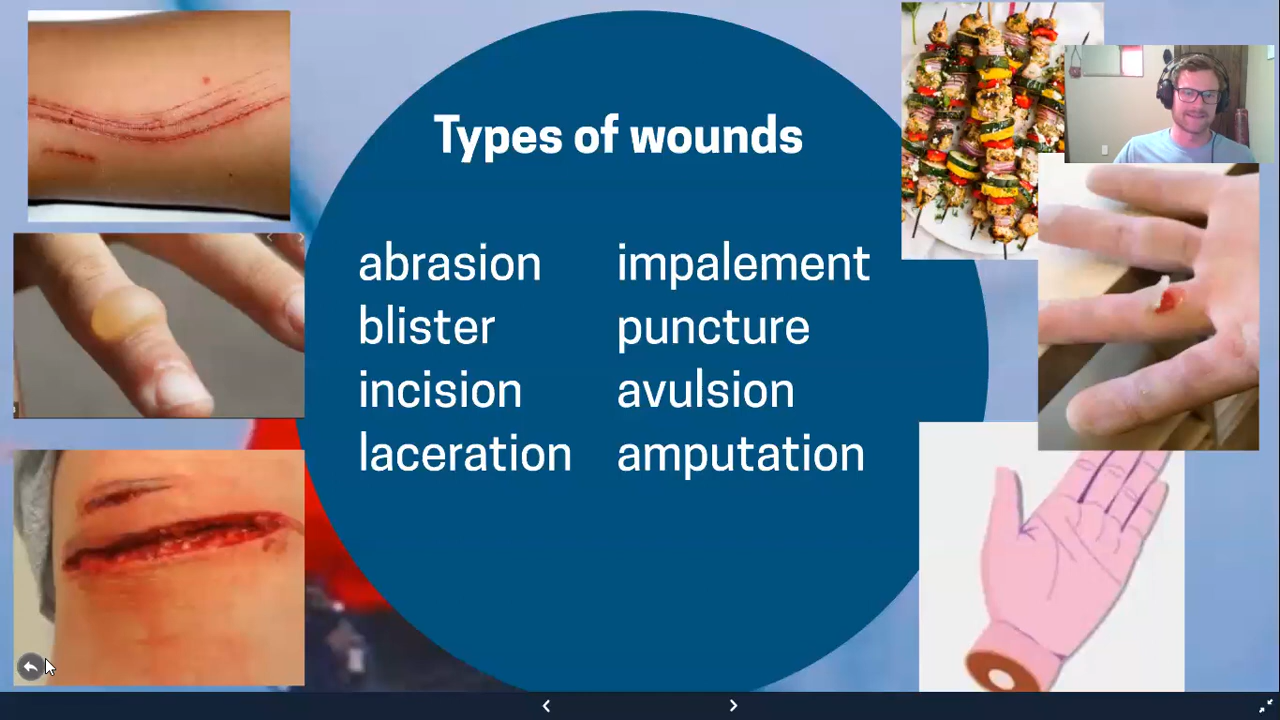 Types of wounds
abrasion
blister
incision
laceration
impalement
puncture
avulsion
amputation